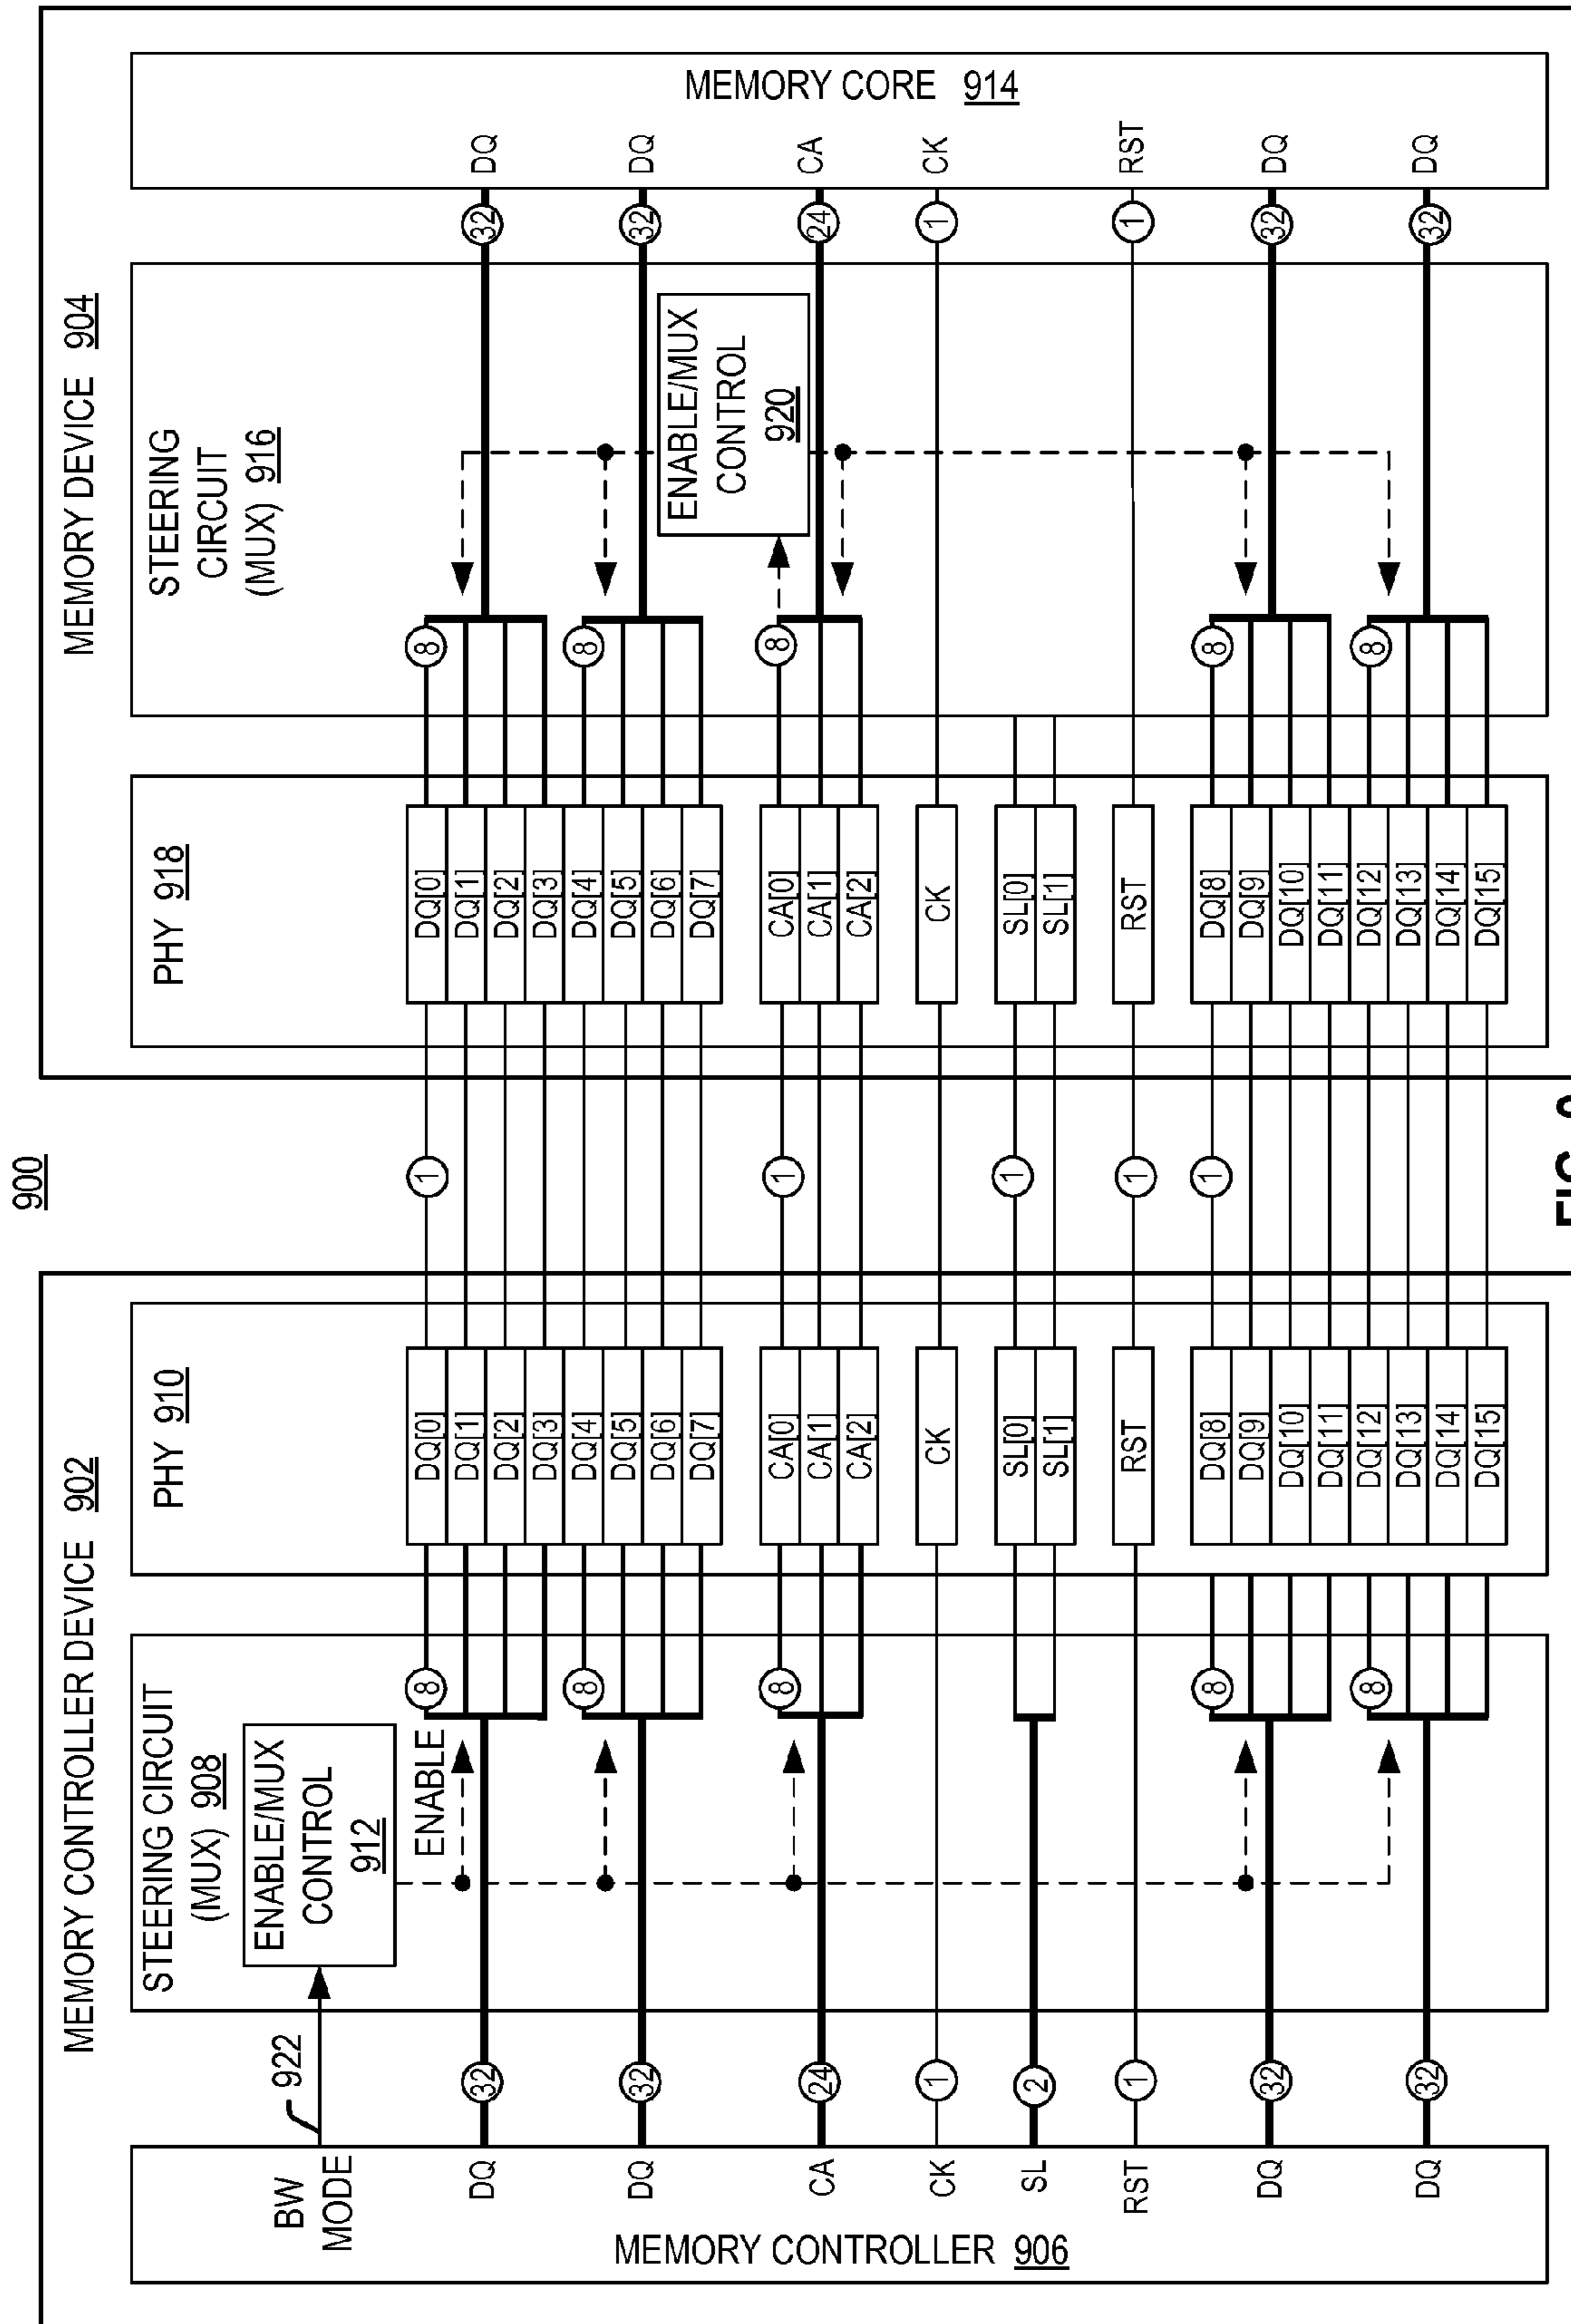 900
MEMORY CONTROLLER DEVICE 902
MEMORY CONTROLLER 906
BW
MODE
922
DQ
32
DQ
32
CA
24
CK
1
SL
2
RST
1
DQ
32
DQ
32
STEERING CIRCUIT
(MUX) 908
ENABLE/MUX
CONTROL
912
ENABLE
8
8
8
8
8
PHY 910
DQ[0]
DQ[1]
DQ[2]
DQ[3]
DQ[4]
DQ[5]
DQ[6]
DQ[7]
CA[0]
CA[1]
CA[2]
CK
SL[0]
SL[1]
RST
DQ[8]
DQ[9]
DQ[10]
DQ[11]
DQ[12]
DQ[13]
DQ[14]
DQ[15]
1
1
1
1
1
MEMORY DEVICE 904
PHY 918
DQ[0]
DQ[1]
DQ[2]
DQ[3]
DQ[4]
DQ[5]
DQ[6]
DQ[7]
CA[0]
CA[1]
CA[2]
CK
SL[0]
SL[1]
RST
DQ[8]
DQ[9]
DQ[10]
DQ[11]
DQ[12]
DQ[13]
DQ[14]
DQ[15]
STEERING
CIRCUIT
(MUX) 916
8
8
8
8
8
ENABLE/MUX
CONTROL
920
32
DQ
32
DQ
24
CA
1
CK
1
RST
32
DQ
32
DQ
MEMORY CORE 914
FIG.